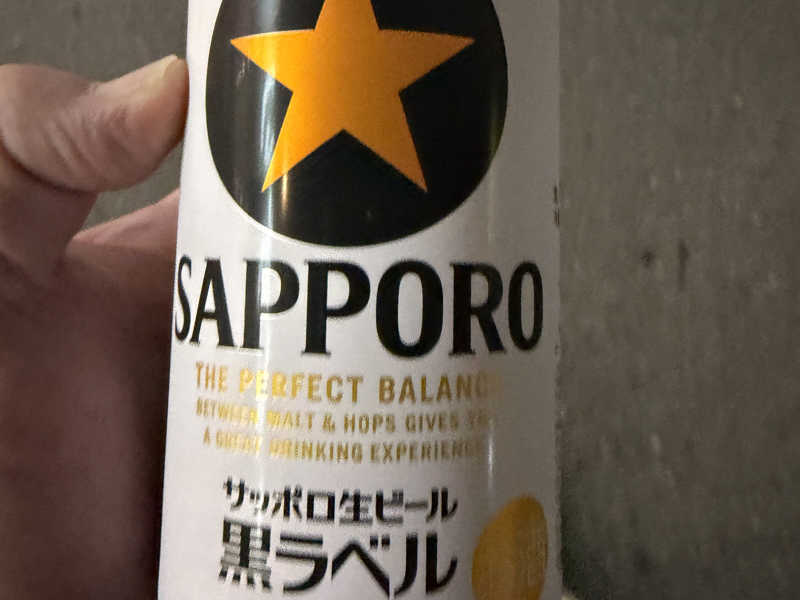 SAPPORO
THE PERFECT BALANCE
BETWEEN MALT & HOPS GIVES
A GREAT DRINKING EXPERIENCE
サッポロ生ビール
黒ラベル